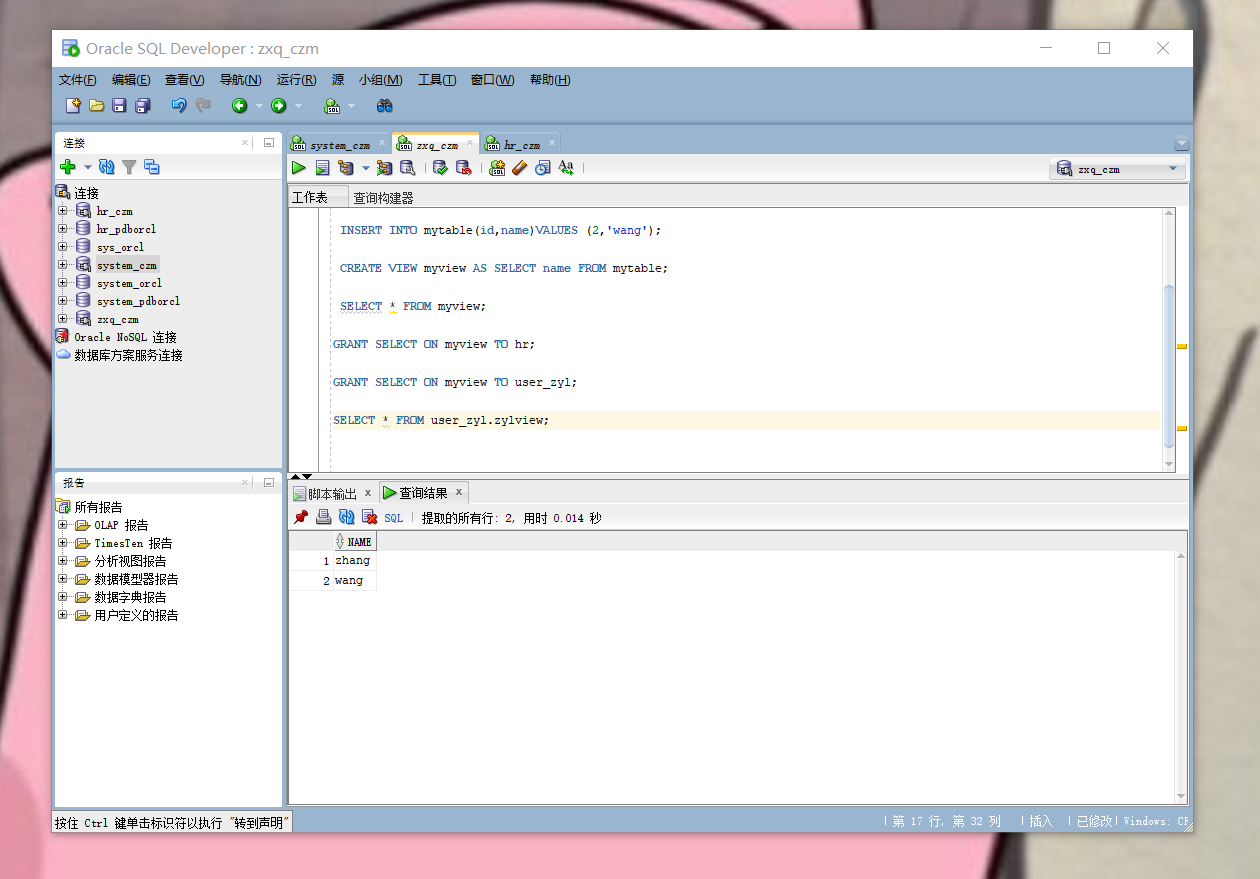 Oracle SQL Developer : zxq_czm
文件(F) 编辑(E) 查看(V) 导航(N) 运行(R) 源 小组(M) 工具(T) 窗口(W) 帮助(H)
连接
连接
hr_czm
hr_pdborcl
sys_orcl
system_czm
system_orcl
system_pdborcl
zxq_czm
Oracle NoSQL 连接
数据库方案服务连接
报告
所有报告
OLAP 报告
TimesTen 报告
分析视图报告
数据模型器报告
数据字典报告
用户定义的报告
system_czm zxq_czm hr_czm
zxq_czm
工作表 查询构建器
INSERT INTO mytable(id,name)VALUES (2,'wang');
CREATE VIEW myview AS SELECT name FROM mytable;
SELECT * FROM myview;
GRANT SELECT ON myview TO hr;
GRANT SELECT ON myview TO user_zyl;
SELECT * FROM user_zyl.zylview;
脚本输出 x 查询结果 x
SQL | 提取的所有行: 2, 用时 0.014 秒
NAME
1 zhang
2 wang
按住 Ctrl 键单击标识符以执行 "转到声明"
| 第 17 行, 第 32 列 | 插入 | 已修改| Windows: CR